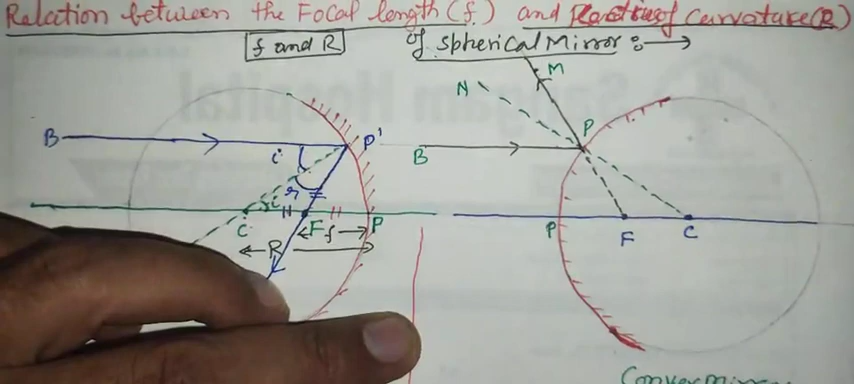 Relation between the Focal length (f) and Radius of Curvature (R)
f and R
of Spherical Mirror :→
M
N
B
P'
P
B
i
r
i
C
F
P
P
F
C
f
R
Convex mirror